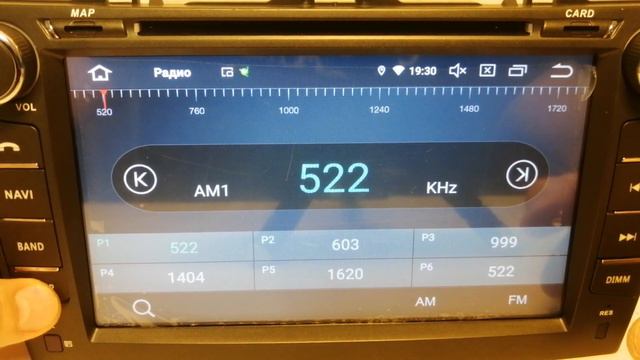 MAP
CARD
VOL
Радио
19:30
520 760 1000 1240 1480 1720
AM1 522 KHz
NAVI
BAND
DIMM
P1 522 P2 603 P3 999
P4 1404 P5 1620 P6 522
AM FM
RES